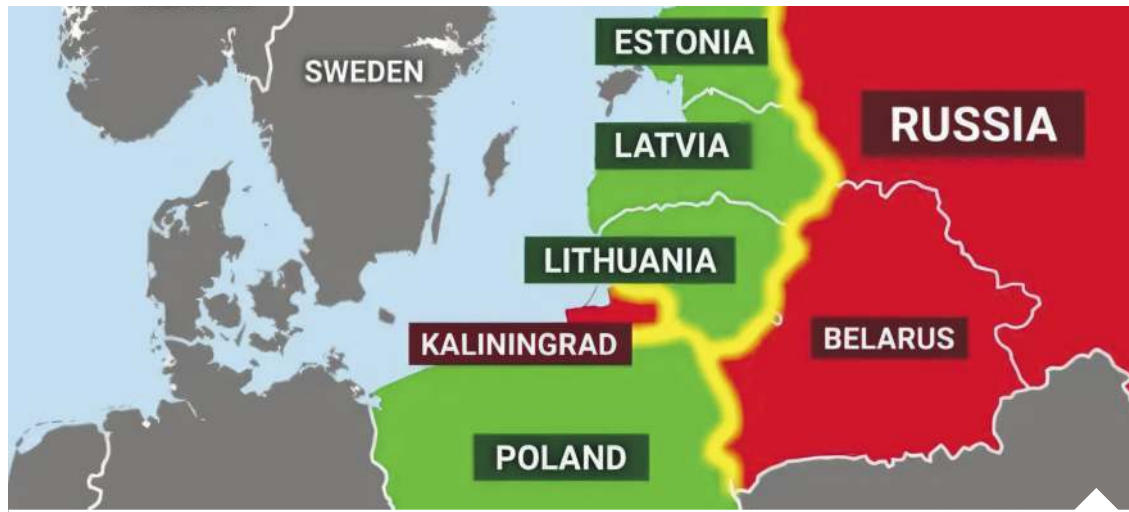 ESTONIA
SWEDEN
RUSSIA
LATVIA
LITHUANIA
KALININGRAD
BELARUS
POLAND